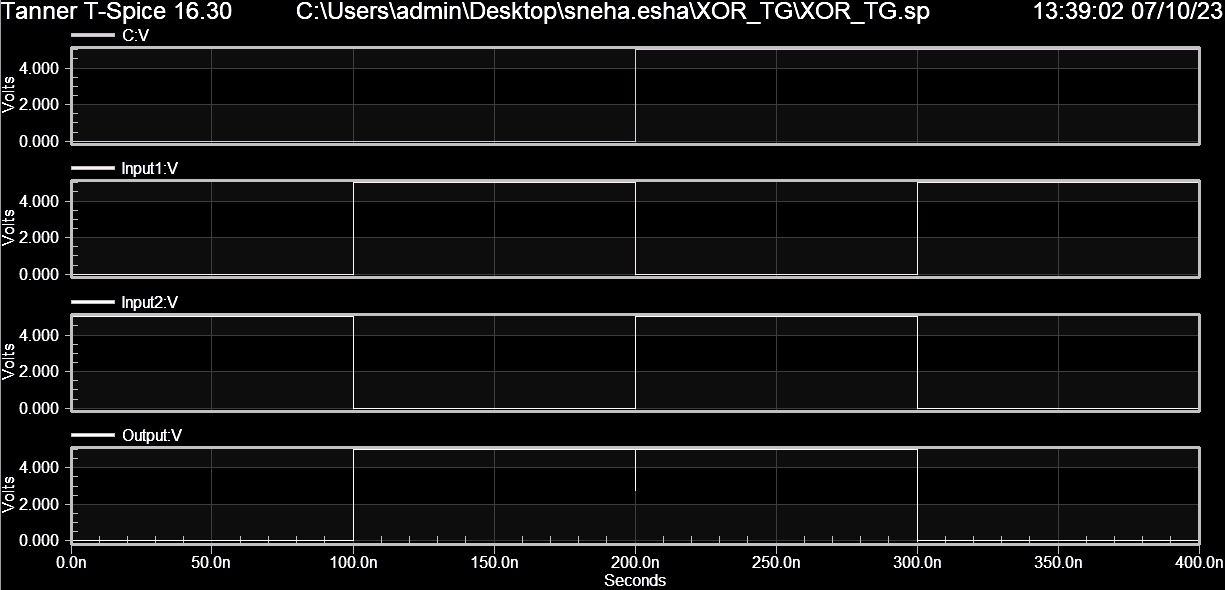 Tanner T-Spice 16.30 C:\Users\admin\Desktop\sneha.esha\XOR_TG\XOR_TG.sp 13:39:02 07/10/23
C:V
Volts
4.000
2.000
0.000
Input1:V
Volts
4.000
2.000
0.000
Input2:V
Volts
4.000
2.000
0.000
Output:V
Volts
4.000
2.000
0.000
0.0n 50.0n 100.0n 150.0n 200.0n 250.0n 300.0n 350.0n 400.0n
Seconds